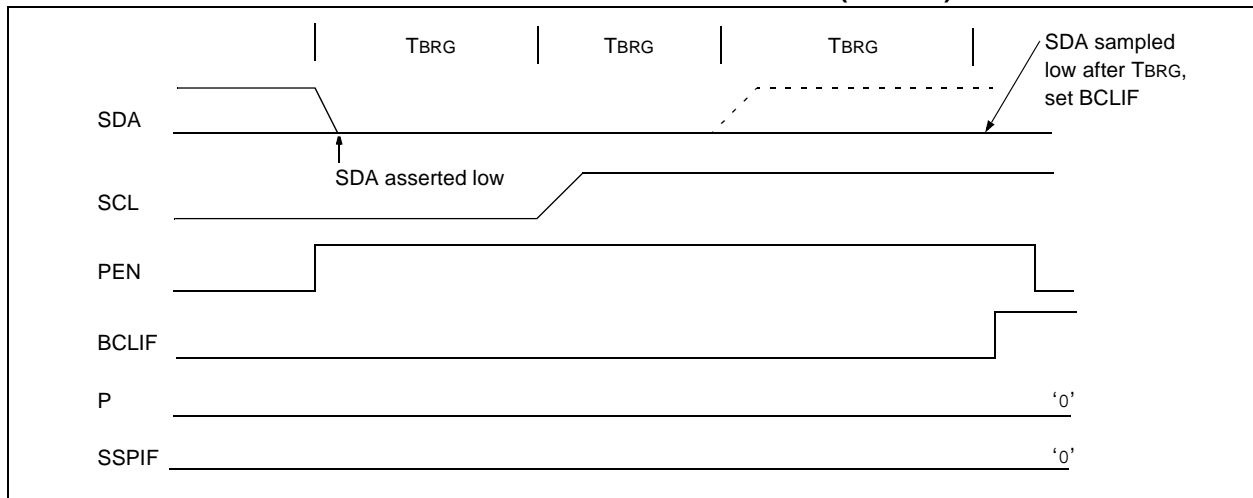 TBRG TBRG TBRG
SDA sampled
low after TBRG,
set BCLIF
SDA
SDA asserted low
SCL
PEN
BCLIF
P
‘0’
SSPIF
‘0’